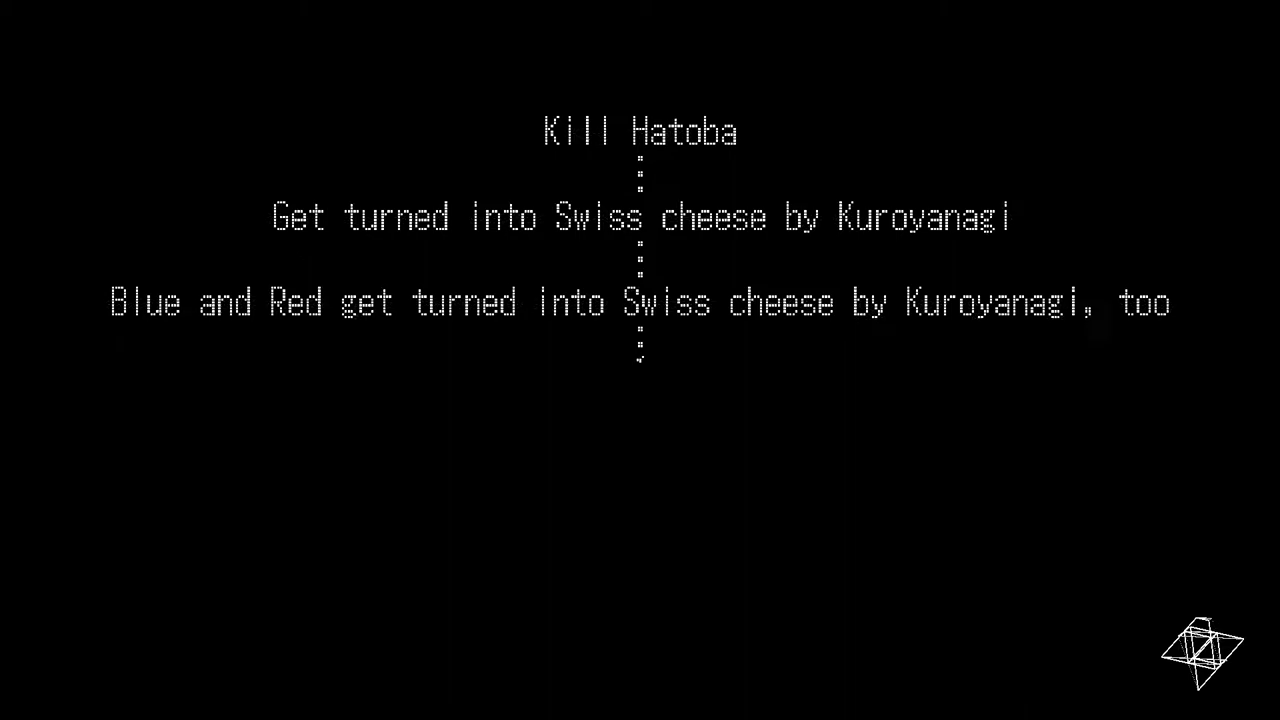 Kill Hatoba
Get turned into Swiss cheese by Kuroyanagi
Blue and Red get turned into Swiss cheese by Kuroyanagi, too